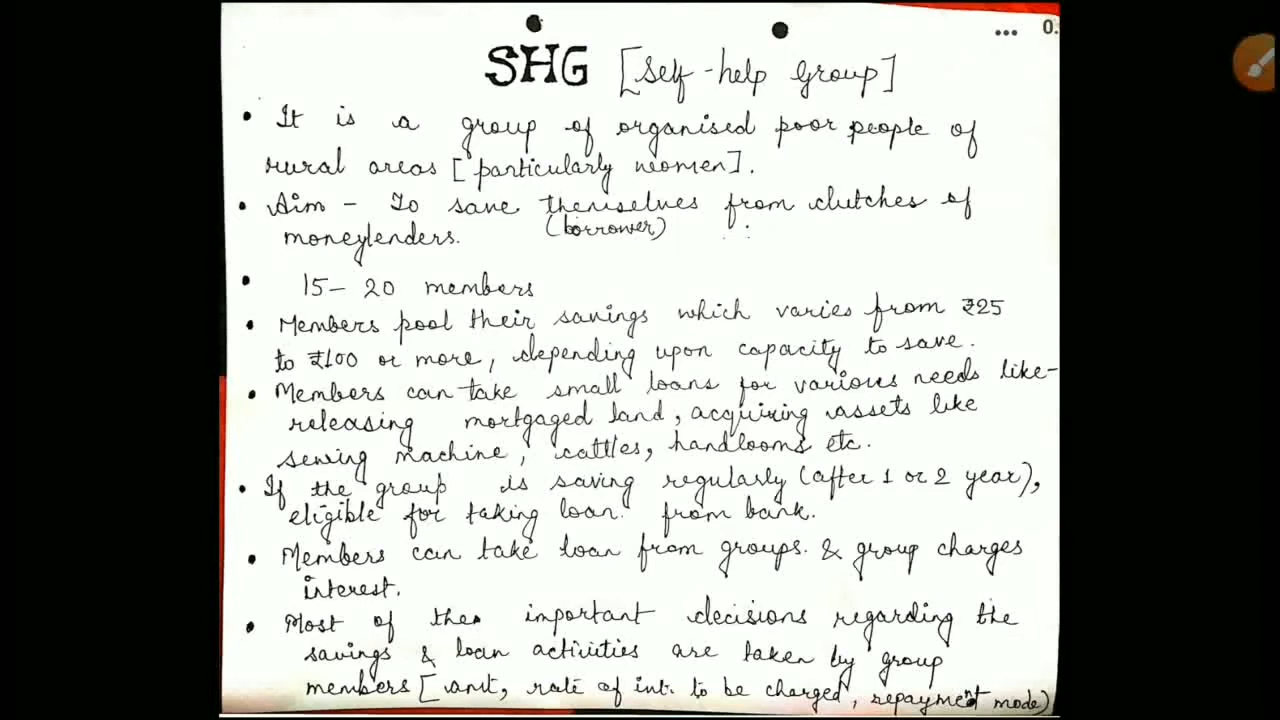 ... 0.
SHG [Self-help Group]
• It is a group of organised poor people of
rural areas [particularly women].
• Aim - To save themselves from clutches of
moneylenders. (borrower)
• 15- 20 members
• Members pool their savings which varies from ₹25
to ₹100 or more, depending upon capacity to save.
• Members can take small loans for various needs like-
releasing mortgaged land, acquiring assets like
sewing machine, cattles, handlooms etc.
• If the group is saving regularly (after 1 or 2 year),
eligible for taking loan. from bank.
• Members can take loan from groups. & group charges
interest.
• Most of the important decisions regarding the
savings & loan activities are taken by group
members [amt, rate of int. to be charged, repayment mode)